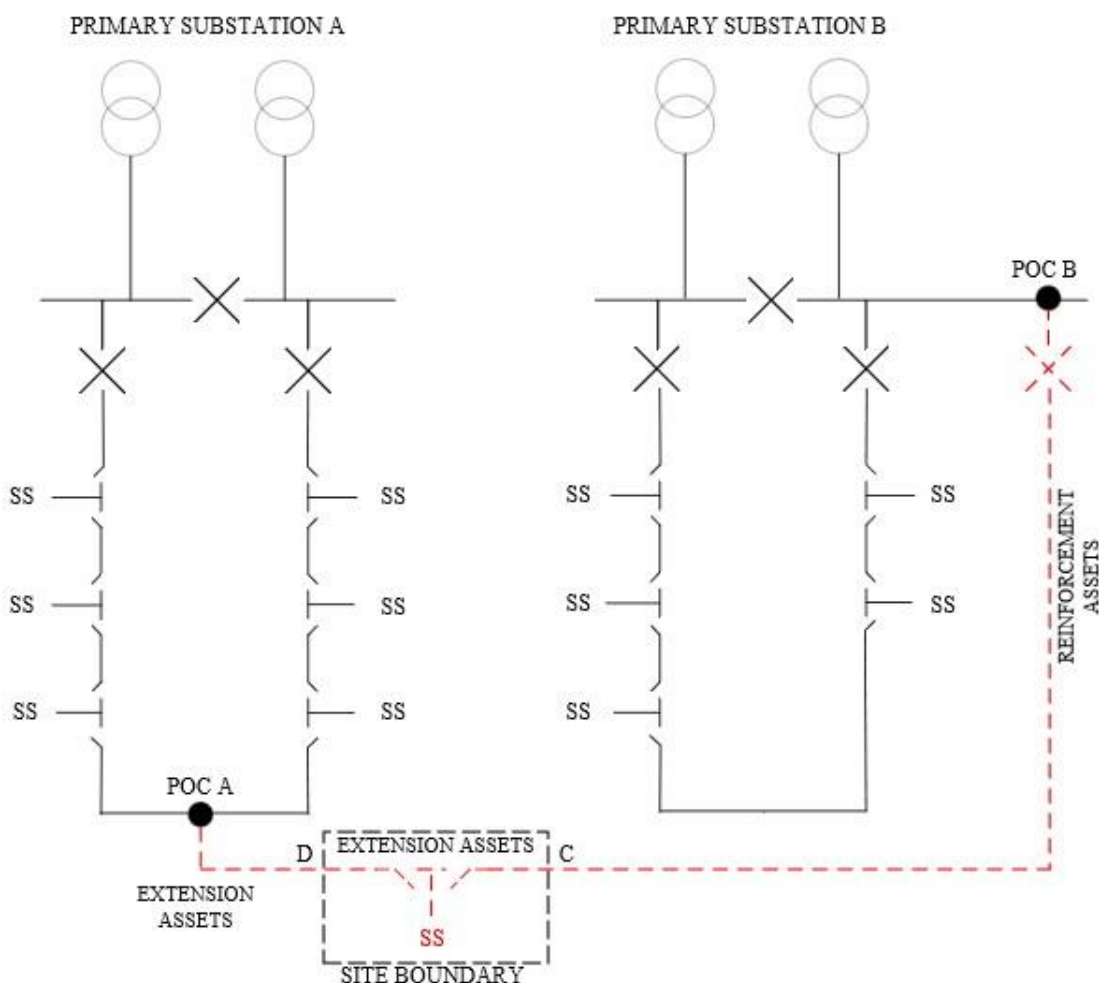 PRIMARY SUBSTATION A
PRIMARY SUBSTATION B
POC B
SS
SS
SS
SS
SS
SS
SS
SS
SS
SS
SS
REINFORCEMENT
ASSETS
POC A
D
EXTENSION ASSETS
C
EXTENSION
ASSETS
SS
SITE BOUNDARY